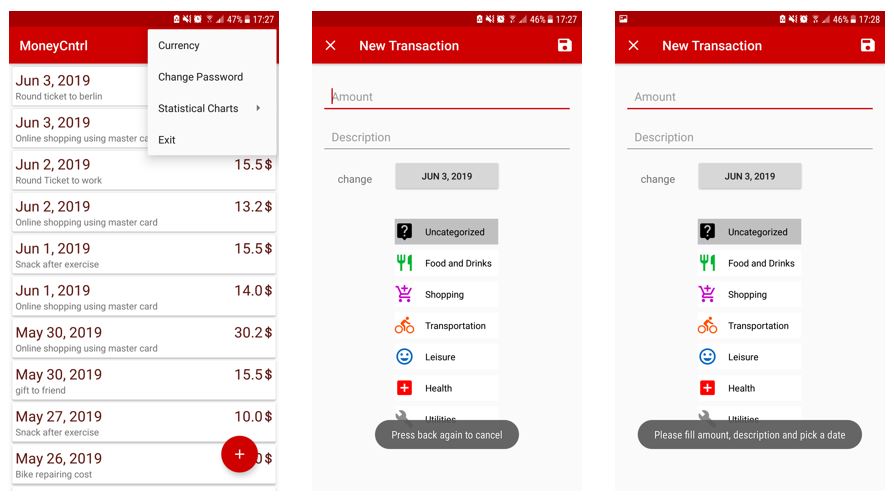 47% 17:27
MoneyCntrl
Currency
Change Password
Statistical Charts
Exit
Jun 3, 2019
Round ticket to berlin
Jun 3, 2019
Online shopping using master ca
Jun 2, 2019 15.5$
Round Ticket to work
Jun 2, 2019 13.2$
Online shopping using master card
Jun 1, 2019 15.5$
Snack after exercise
Jun 1, 2019 14.0$
Online shopping using master card
May 30, 2019 30.2$
Online shopping using master card
May 30, 2019 15.5$
gift to friend
May 27, 2019 10.0$
Snack after exercise
May 26, 2019 0$
Bike repairing cost
46% 17:27
New Transaction
Amount
Description
change JUN 3, 2019
Uncategorized
Food and Drinks
Shopping
Transportation
Leisure
Health
Utilities
Press back again to cancel
46% 17:28
New Transaction
Amount
Description
change JUN 3, 2019
Uncategorized
Food and Drinks
Shopping
Transportation
Leisure
Health
Utilities
Please fill amount, description and pick a date